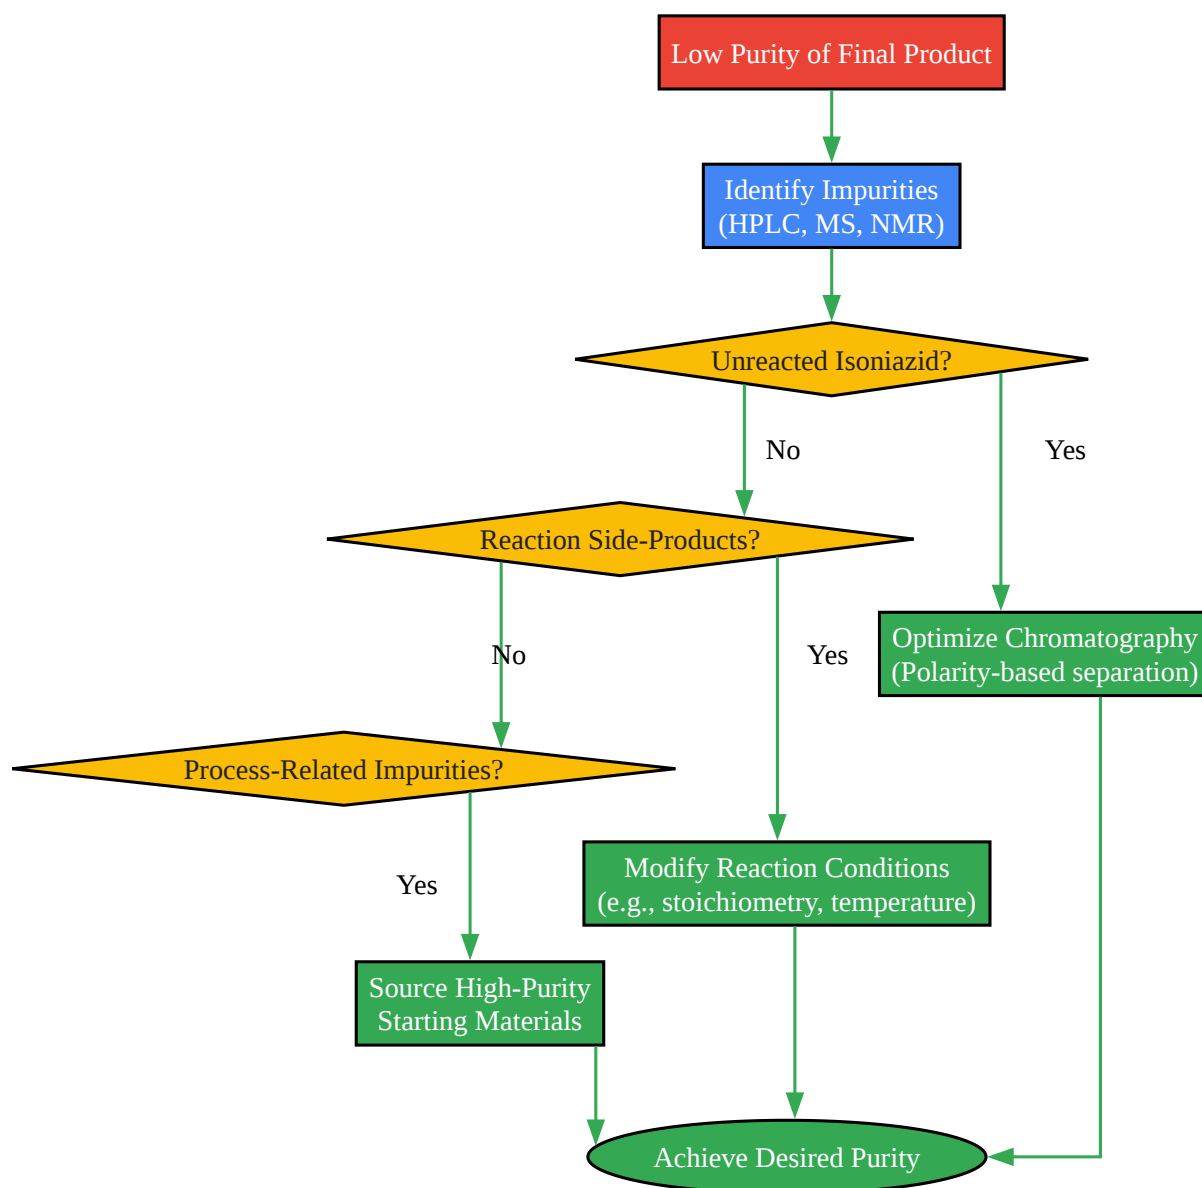 Low Purity of Final Product
Identify Impurities
(HPLC, MS, NMR)
Unreacted Isoniazid?
No
Yes
Reaction Side-Products?
No
Yes
Optimize Chromatography
(Polarity-based separation)
Process-Related Impurities?
Yes
Modify Reaction Conditions
(e.g., stoichiometry, temperature)
Source High-Purity
Starting Materials
Achieve Desired Purity